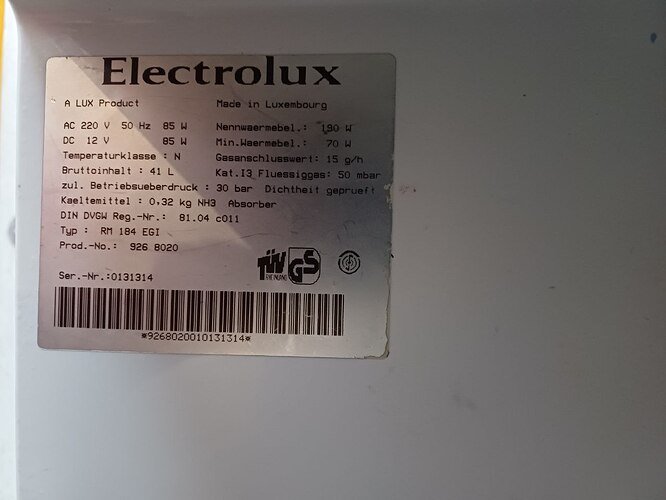 Electrolux
A LUX Product Made in Luxembourg
AC 220 V 50 Hz 85 W Nennwaermebel.: 190 W
DC 12 V 85 W Min.Waermebel.: 70 W
Temperaturklasse : N Gasanschlusswert: 15 g/h
Bruttoinhalt : 41 L Kat.I3 Fluessiggas: 50 mbar
zul. Betriebsueberdruck : 30 bar Dichtheit geprueft
Kaeltemittel : 0,32 kg NH3 Absorber
DIN DVGW Reg.-Nr.: 81.04 c011
Typ : RM 184 EGI
Prod.-No.: 926 8020
TÜV RHEINLAND GS
Ser.-Nr.:0131314
*9268020010131314*